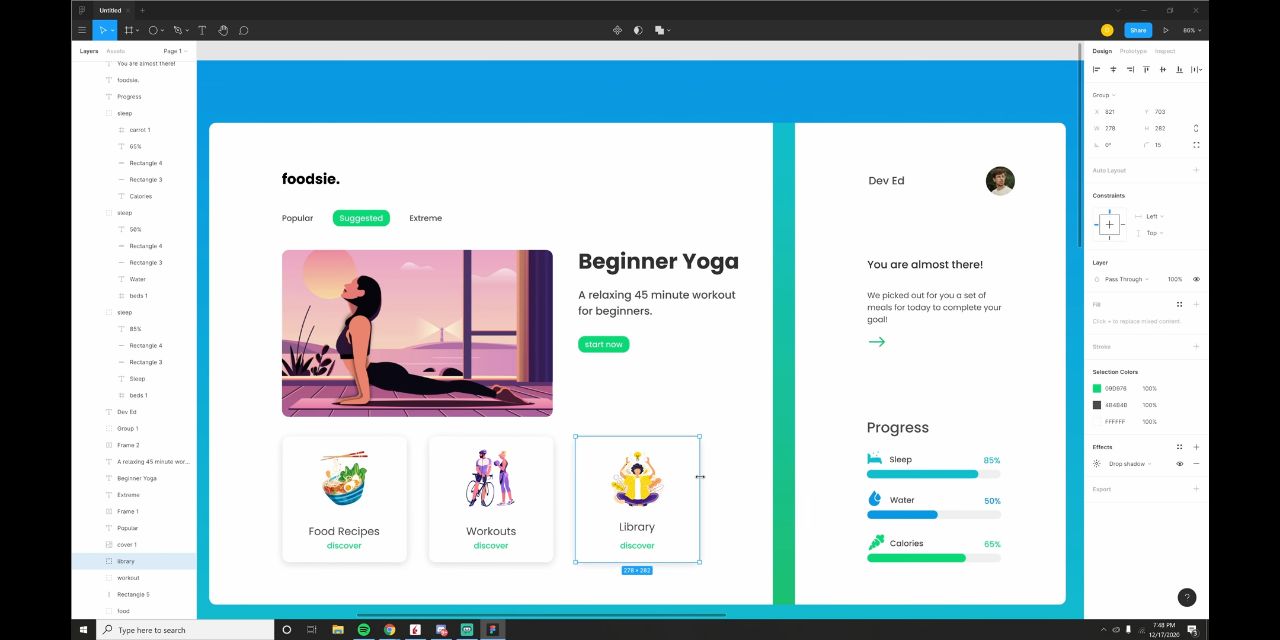 Untitled
Share
86%
Layers
Assets
Page 1
Design
Prototype
Inspect
You are almost there!
foodsie.
Progress
sleep
carrot 1
65%
Rectangle 4
Rectangle 3
Calories
sleep
50%
Rectangle 4
Rectangle 3
Water
beds 1
sleep
85%
Rectangle 4
Rectangle 3
Sleep
beds 1
Dev Ed
Group 1
Frame 2
A relaxing 45 minute wor...
Beginner Yoga
Extreme
Frame 1
Popular
cover 1
library
workout
Rectangle 5
food
foodsie.
Popular
Suggested
Extreme
Beginner Yoga
A relaxing 45 minute workout
for beginners.
start now
Food Recipes
discover
Workouts
discover
Library
discover
278 × 282
Dev Ed
You are almost there!
We picked out for you a set of
meals for today to complete your
goal!
Progress
Sleep
85%
Water
50%
Calories
65%
Group
X 821 Y 703
W 278 H 282
0° 15
Auto Layout
Constraints
Left
Top
Layer
Pass Through 100%
Fill
Click + to replace mixed content.
Stroke
Selection Colors
09D976 100%
4B4B4B 100%
FFFFFF 100%
Effects
Drop shadow
Export
?
Type here to search
7:48 PM
12/17/2020